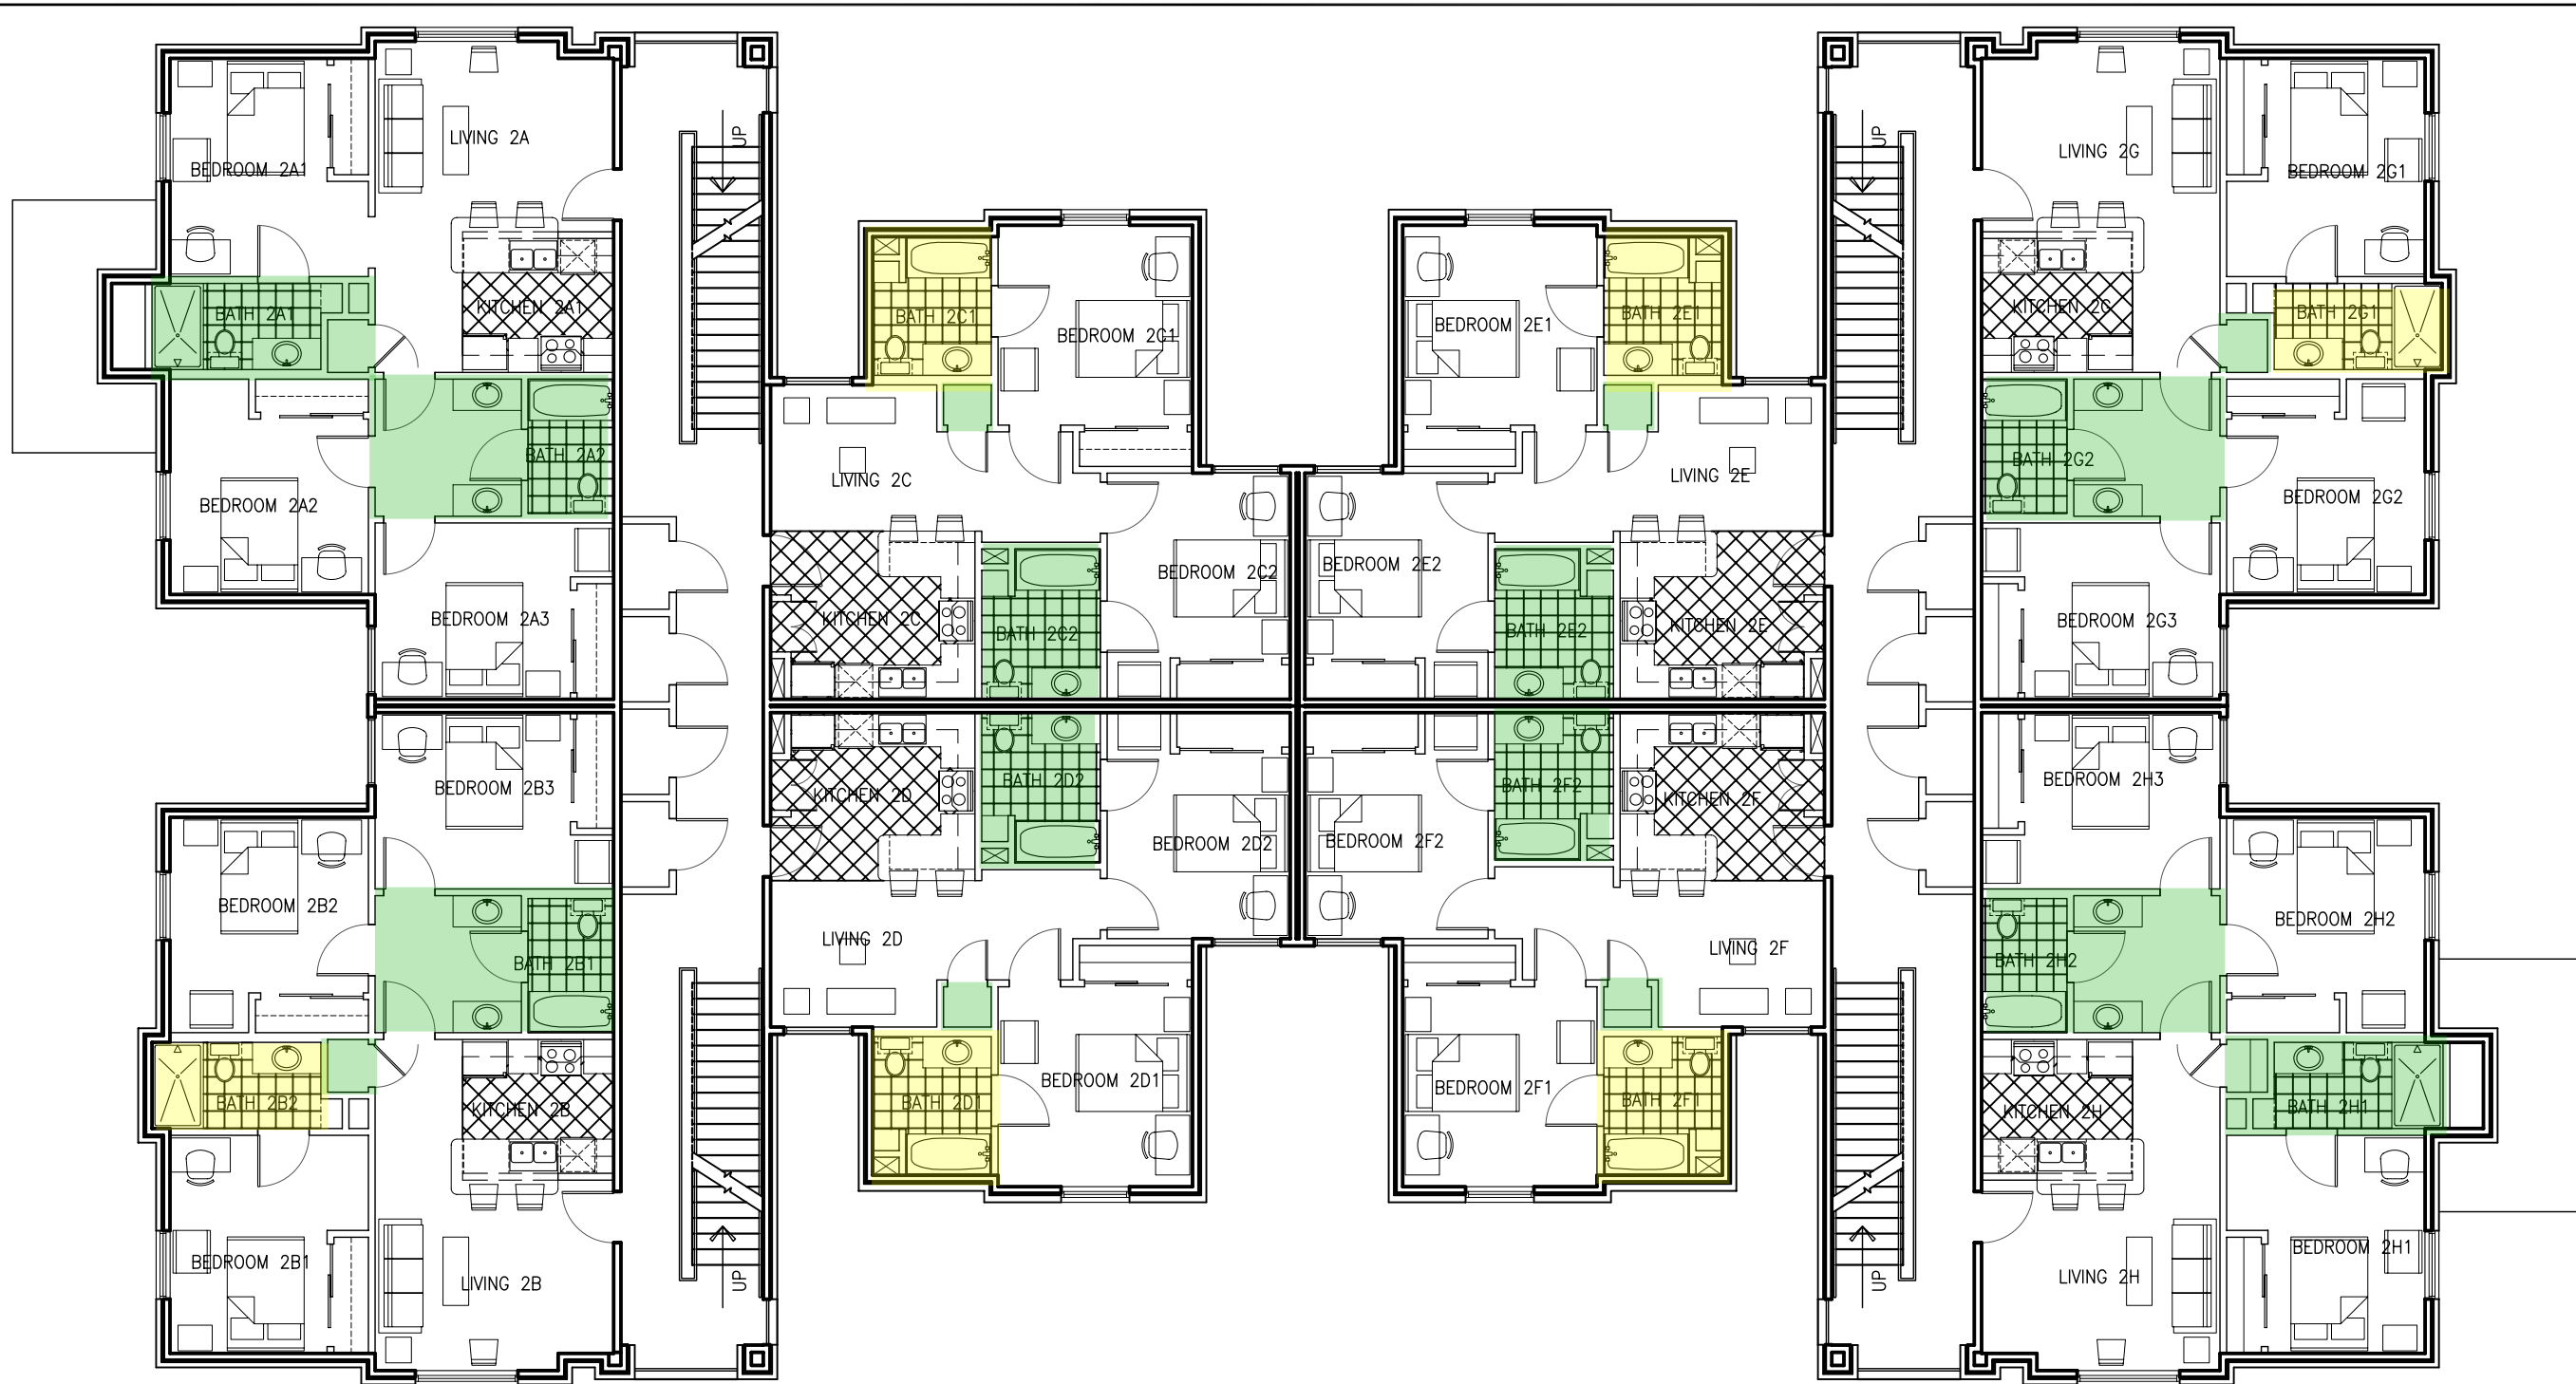 LIVING 2A
UP
UP
LIVING 2G
BEDROOM 2A1
BEDROOM 2G1
KITCHEN 2A1
BATH 2A1
BATH 2C1
BEDROOM 2C1
BEDROOM 2E1
BATH 2E1
KITCHEN 2G
BATH 2G1
BATH 2A2
BATH 2G2
BEDROOM 2A2
LIVING 2C
LIVING 2E
BEDROOM 2G2
BEDROOM 2C2
BEDROOM 2E2
BEDROOM 2A3
KITCHEN 2C
BATH 2C2
BATH 2E2
KITCHEN 2E
BEDROOM 2G3
BEDROOM 2B3
KITCHEN 2D
BATH 2D2
BATH 2F2
KITCHEN 2F
BEDROOM 2H3
BEDROOM 2D2
BEDROOM 2F2
BEDROOM 2B2
BEDROOM 2H2
BATH 2B1
LIVING 2D
LIVING 2F
BATH 2H2
BATH 2B2
KITCHEN 2B
BATH 2D1
BEDROOM 2D1
BEDROOM 2F1
BATH 2F1
KITCHEN 2H
BATH 2H1
BEDROOM 2B1
BEDROOM 2H1
LIVING 2B
UP
UP
LIVING 2H